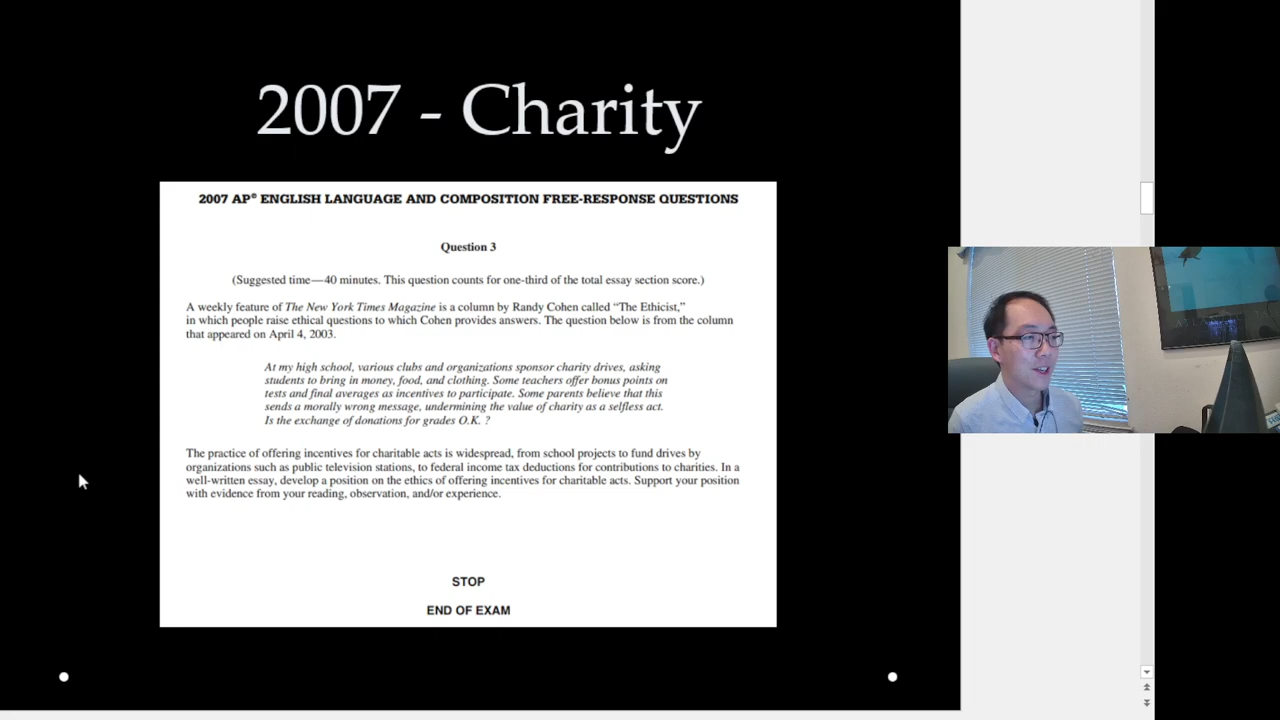 2007 - Charity
2007 AP® ENGLISH LANGUAGE AND COMPOSITION FREE-RESPONSE QUESTIONS
Question 3
(Suggested time—40 minutes. This question counts for one-third of the total essay section score.)
A weekly feature of The New York Times Magazine is a column by Randy Cohen called “The Ethicist,”
in which people raise ethical questions to which Cohen provides answers. The question below is from the column
that appeared on April 4, 2003.
At my high school, various clubs and organizations sponsor charity drives, asking
students to bring in money, food, and clothing. Some teachers offer bonus points on
tests and final averages as incentives to participate. Some parents believe that this
sends a morally wrong message, undermining the value of charity as a selfless act.
Is the exchange of donations for grades O.K. ?
The practice of offering incentives for charitable acts is widespread, from school projects to fund drives by
organizations such as public television stations, to federal income tax deductions for contributions to charities. In a
well-written essay, develop a position on the ethics of offering incentives for charitable acts. Support your position
with evidence from your reading, observation, and/or experience.
STOP
END OF EXAM